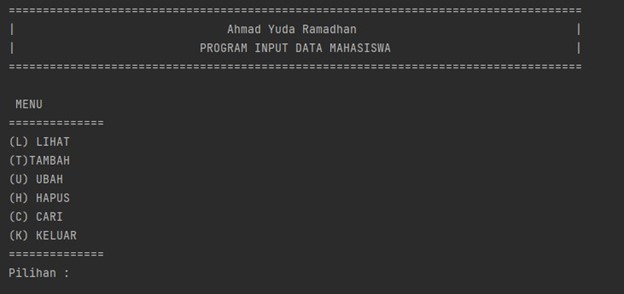 ====================================================================================
| Ahmad Yuda Ramadhan |
| PROGRAM INPUT DATA MAHASISWA |
====================================================================================
MENU
==============
(L) LIHAT
(T)TAMBAH
(U) UBAH
(H) HAPUS
(C) CARI
(K) KELUAR
==============
Pilihan :